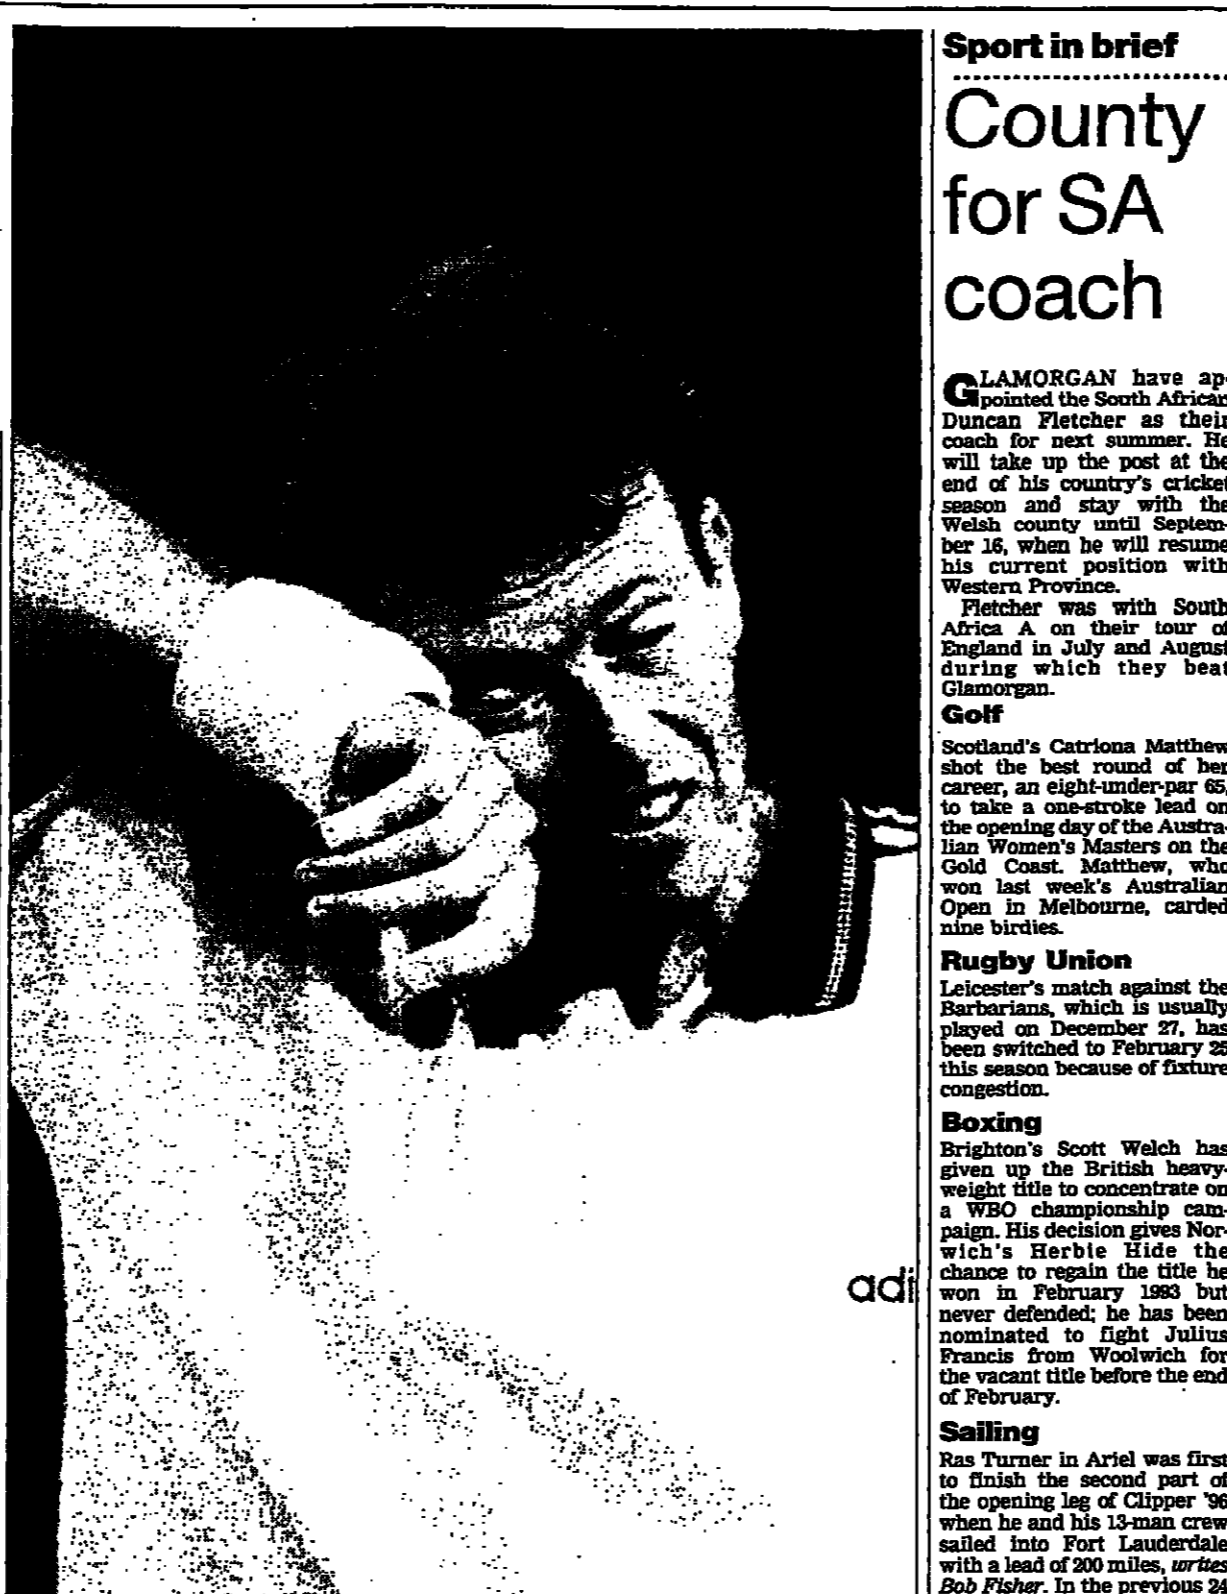 Sport in brief
County
for SA
coach
GLAMORGAN have ap-
pointed the South African
Duncan Fletcher as their
coach for next summer. He
will take up the post at the
end of his country's cricket
season and stay with the
Welsh county until Septem-
ber 16, when he will resume
his current position with
Western Province.
Fletcher was with South
Africa A on their tour of
England in July and August
during which they beat
Glamorgan.
Golf
Scotland's Catriona Matthew
shot the best round of her
career, an eight-under-par 65,
to take a one-stroke lead on
the opening day of the Austra-
lian Women's Masters on the
Gold Coast. Matthew, who
won last week's Australian
Open in Melbourne, carded
nine birdies.
Rugby Union
Leicester's match against the
Barbarians, which is usually
played on December 27, has
been switched to February 25
this season because of fixture
congestion.
Boxing
Brighton's Scott Welch has
given up the British heavy-
weight title to concentrate on
a WBO championship cam-
paign. His decision gives Nor-
wich's Herbie Hide the
chance to regain the title he
won in February 1993 but
never defended; he has been
nominated to fight Julius
Francis from Woolwich for
the vacant title before the end
of February.
adi
Sailing
Ras Turner in Ariel was first
to finish the second part of
the opening leg of Clipper '96
when he and his 13-man crew
sailed into Fort Lauderdale
with a lead of 200 miles, writes
Bob Fisher. In the previous 24